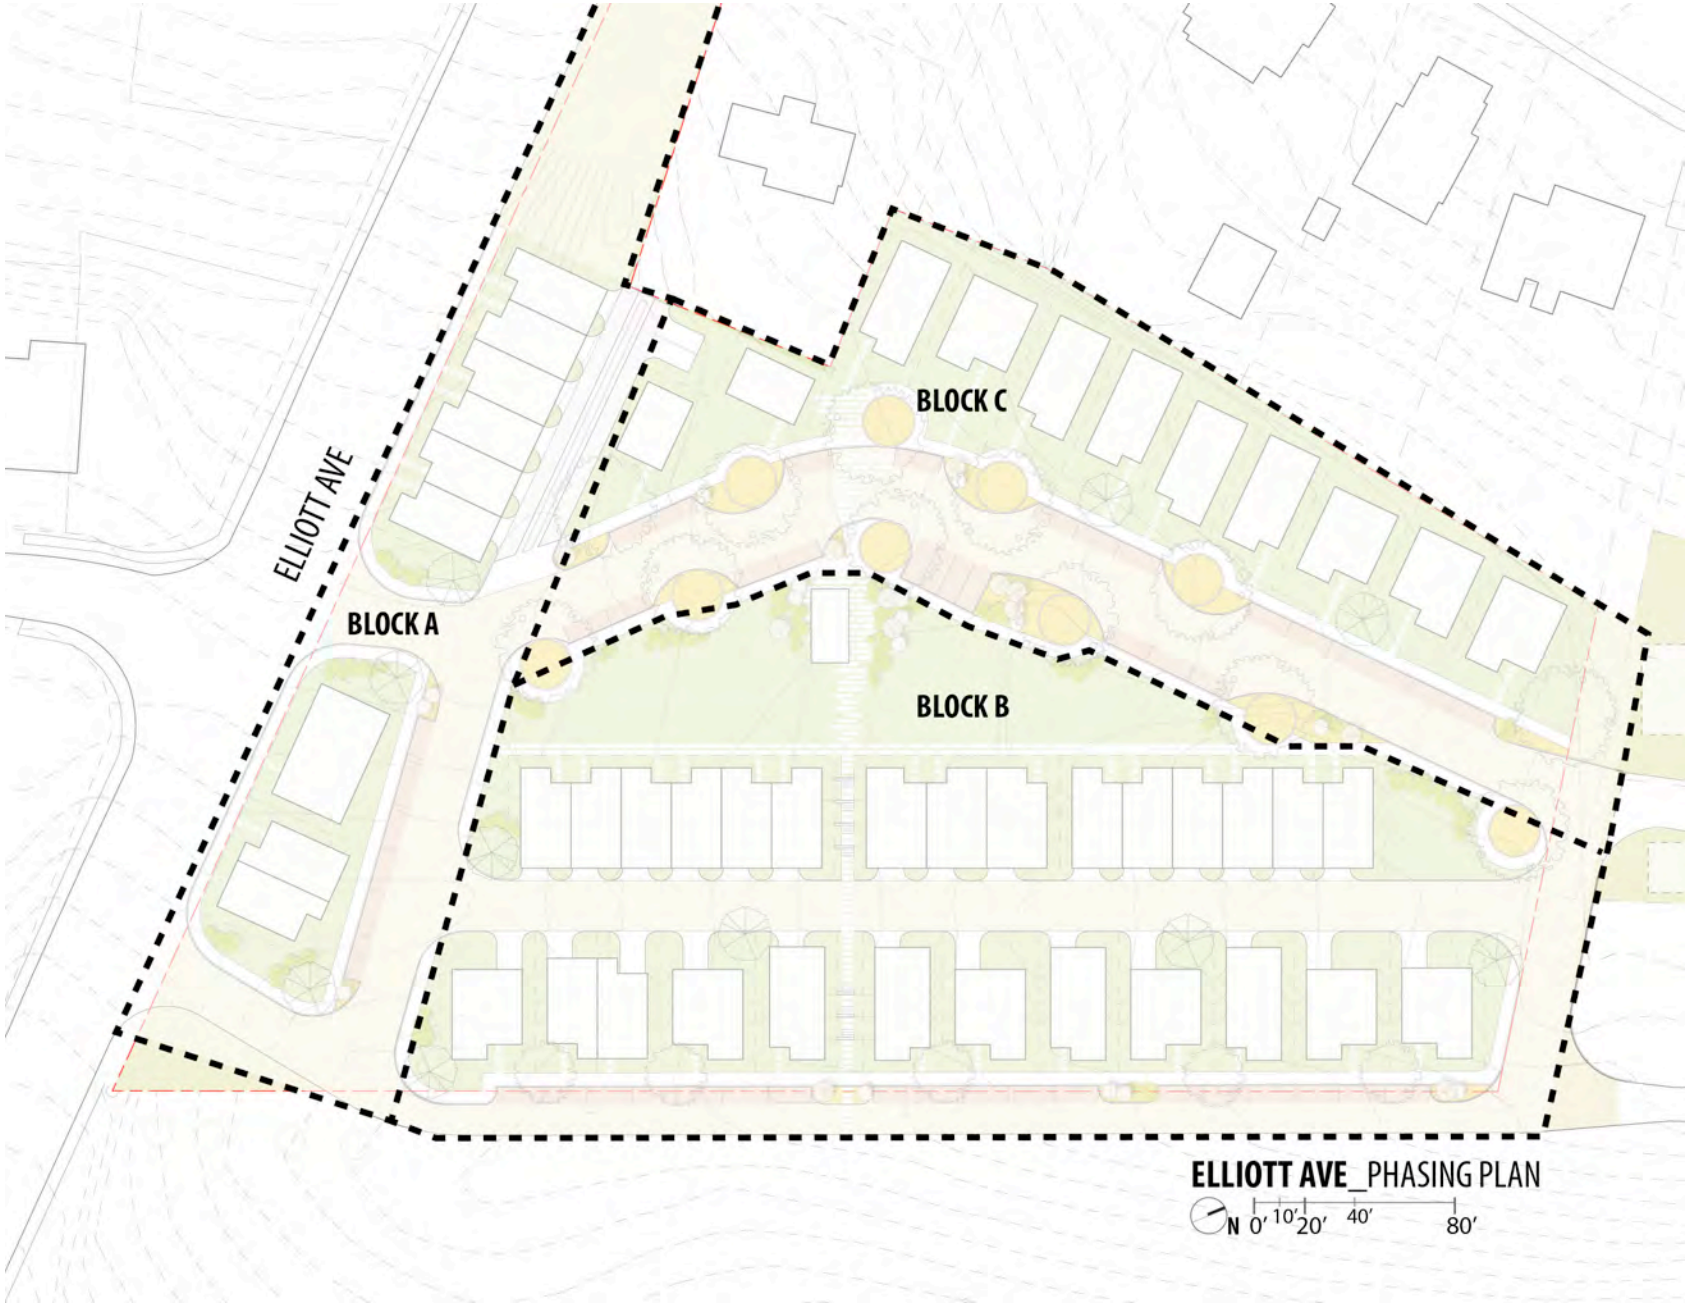 BLOCK C
ELLIOTT AVE
BLOCK A
BLOCK B
ELLIOTT AVE_PHASING PLAN
N 0' 10' 20' 40' 80'